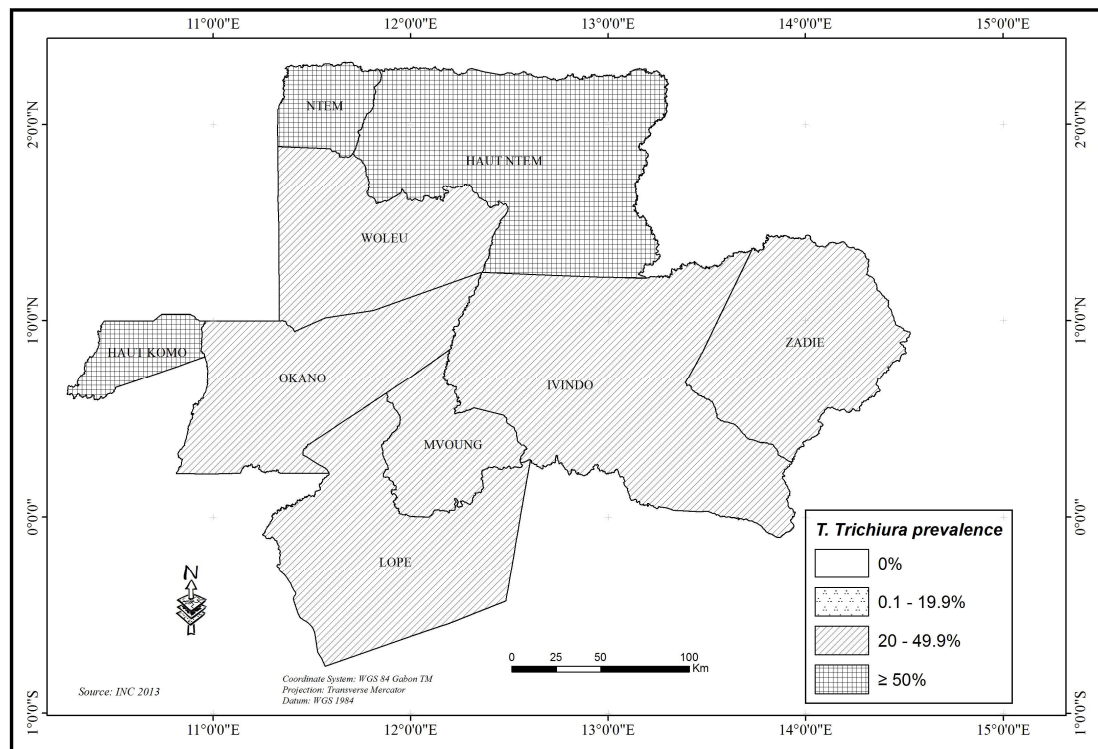 11°0'0"E 12°0'0"E 13°0'0"E 14°0'0"E 15°0'0"E
2°0'0"N 2°0'0"N
NTEM
HAUT NTEM
WOLEU
1°0'0"N 1°0'0"N
ZADIE
HAUT KOMO
OKANO
IVINDO
MVOUNG
0°0'0" 0°0'0"
LOPE
T. Trichiura prevalence
0%
0.1 - 19.9%
20 - 49.9%
≥ 50%
N
0 25 50 100
Km
Source: INC 2013
Coordinate System: WGS 84 Gabon TM
Projection: Transverse Mercator
Datum: WGS 1984
1°0'0"S 1°0'0"S
11°0'0"E 12°0'0"E 13°0'0"E 14°0'0"E 15°0'0"E